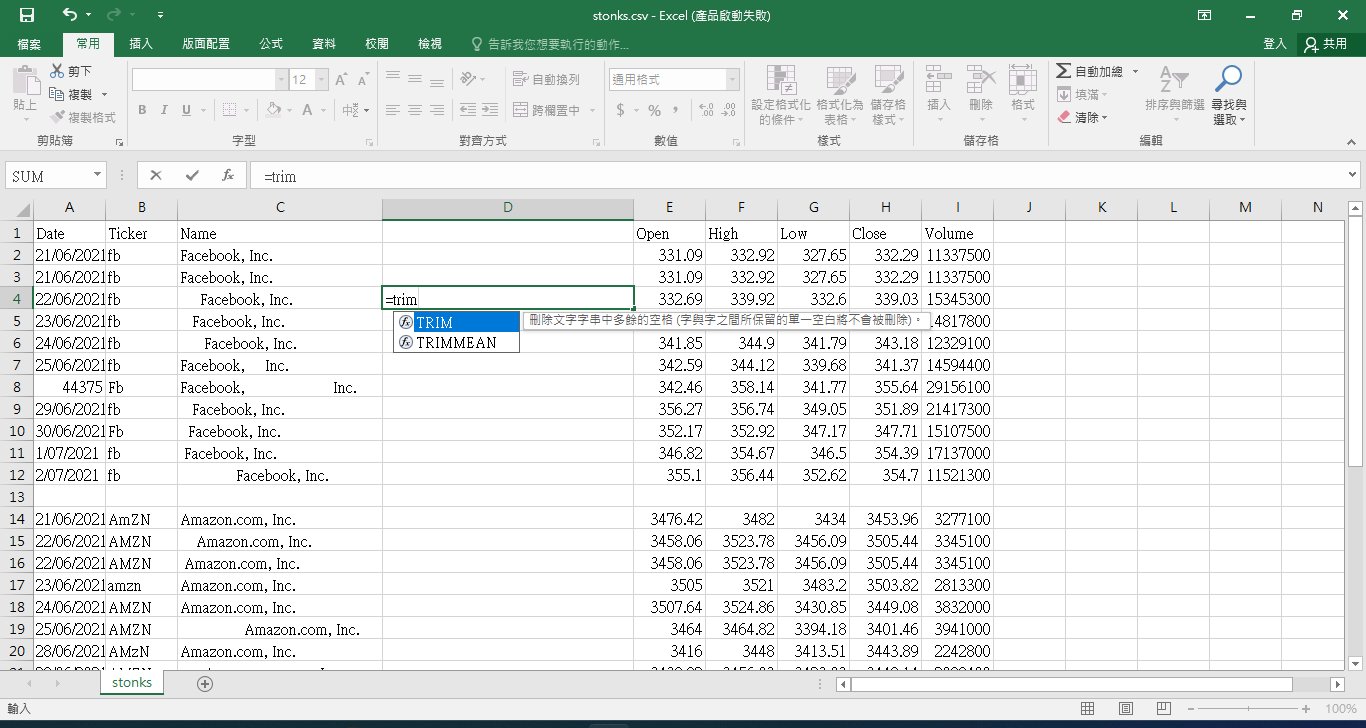 stonks.csv - Excel (產品啟動失敗)
檔案 常用 插入 版面配置 公式 資料 校閱 檢視 告訴我您想要執行的動作... 登入 共用
貼上 剪下 複製 複製格式 剪貼簿
12 A A B I U A 中 字型
自動換列 跨欄置中 對齊方式
通用格式 $ % , 數值
設定格式化的條件 格式化為表格 儲存格樣式 樣式
插入 刪除 格式 儲存格
自動加總 填滿 清除 排序與篩選 尋找與選取 編輯
SUM fx =trim
A B C D E F G H I J K L M N
1 Date Ticker Name Open High Low Close Volume
2 21/06/2021 fb Facebook, Inc. 331.09 332.92 327.65 332.29 11337500
3 21/06/2021 fb Facebook, Inc. 331.09 332.92 327.65 332.29 11337500
4 22/06/2021 fb Facebook, Inc. =trim 332.69 339.92 332.6 339.03 15345300
5 23/06/2021 fb Facebook, Inc. TRIM 刪除文字字串中多餘的空格 (字與字之間所保留的單一空白將不會被刪除)。 4817800
6 24/06/2021 fb Facebook, Inc. TRIMMEAN 341.85 344.9 341.79 343.18 12329100
7 25/06/2021 fb Facebook, Inc. 342.59 344.12 339.68 341.37 14594400
8 44375 Fb Facebook, Inc. 342.46 358.14 341.77 355.64 29156100
9 29/06/2021 fb Facebook, Inc. 356.27 356.74 349.05 351.89 21417300
10 30/06/2021 Fb Facebook, Inc. 352.17 352.92 347.17 347.71 15107500
11 1/07/2021 fb Facebook, Inc. 346.82 354.67 346.5 354.39 17137000
12 2/07/2021 fb Facebook, Inc. 355.1 356.44 352.62 354.7 11521300
13
14 21/06/2021 AmZN Amazon.com, Inc. 3476.42 3482 3434 3453.96 3277100
15 22/06/2021 AMZN Amazon.com, Inc. 3458.06 3523.78 3456.09 3505.44 3345100
16 22/06/2021 AMZN Amazon.com, Inc. 3458.06 3523.78 3456.09 3505.44 3345100
17 23/06/2021 amzn Amazon.com, Inc. 3505 3521 3483.2 3503.82 2813300
18 24/06/2021 AMZN Amazon.com, Inc. 3507.64 3524.86 3430.85 3449.08 3832000
19 25/06/2021 AMZN Amazon.com, Inc. 3464 3464.82 3394.18 3401.46 3941000
20 28/06/2021 AMzN Amazon.com, Inc. 3416 3448 3413.51 3443.89 2242800
stonks
輸入 100%